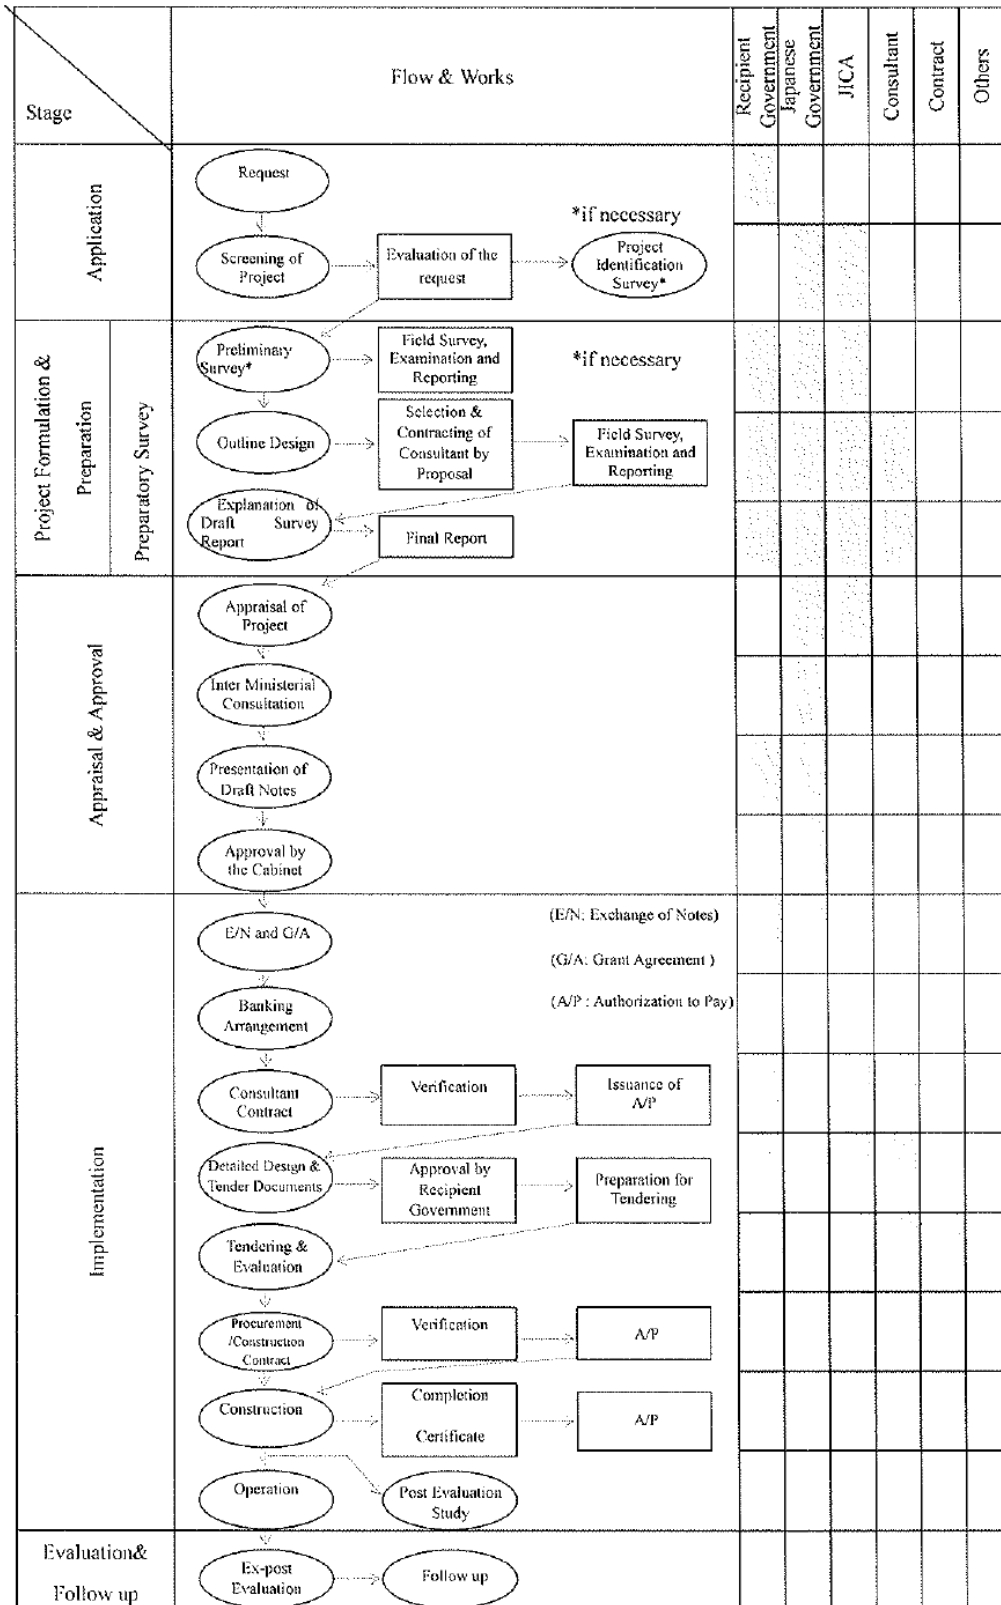 Stage
Flow & Works
Recipient
Government
Japanese
Government
JICA
Consultant
Contract
Others
Application
Request
*if necessary
Screening of
Project
Evaluation of the
request
Project
Identification
Survey*
Project Formulation &
Preparation
Preparatory Survey
Preliminary
Survey*
Field Survey,
Examination and
Reporting
*if necessary
Outline Design
Selection &
Contracting of
Consultant by
Proposal
Field Survey,
Examination and
Reporting
Explanation of
Draft Survey
Report
Final Report
Appraisal & Approval
Appraisal of
Project
Inter Ministerial
Consultation
Presentation of
Draft Notes
Approval by
the Cabinet
Implementation
E/N and G/A
(E/N: Exchange of Notes)
(G/A: Grant Agreement )
(A/P : Authorization to Pay)
Banking
Arrangement
Consultant
Contract
Verification
Issuance of
A/P
Detailed Design &
Tender Documents
Approval by
Recipient
Government
Preparation for
Tendering
Tendering &
Evaluation
Procurement
/Construction
Contract
Verification
A/P
Construction
Completion
Certificate
A/P
Operation
Post Evaluation
Study
Evaluation&
Follow up
Ex-post
Evaluation
Follow up